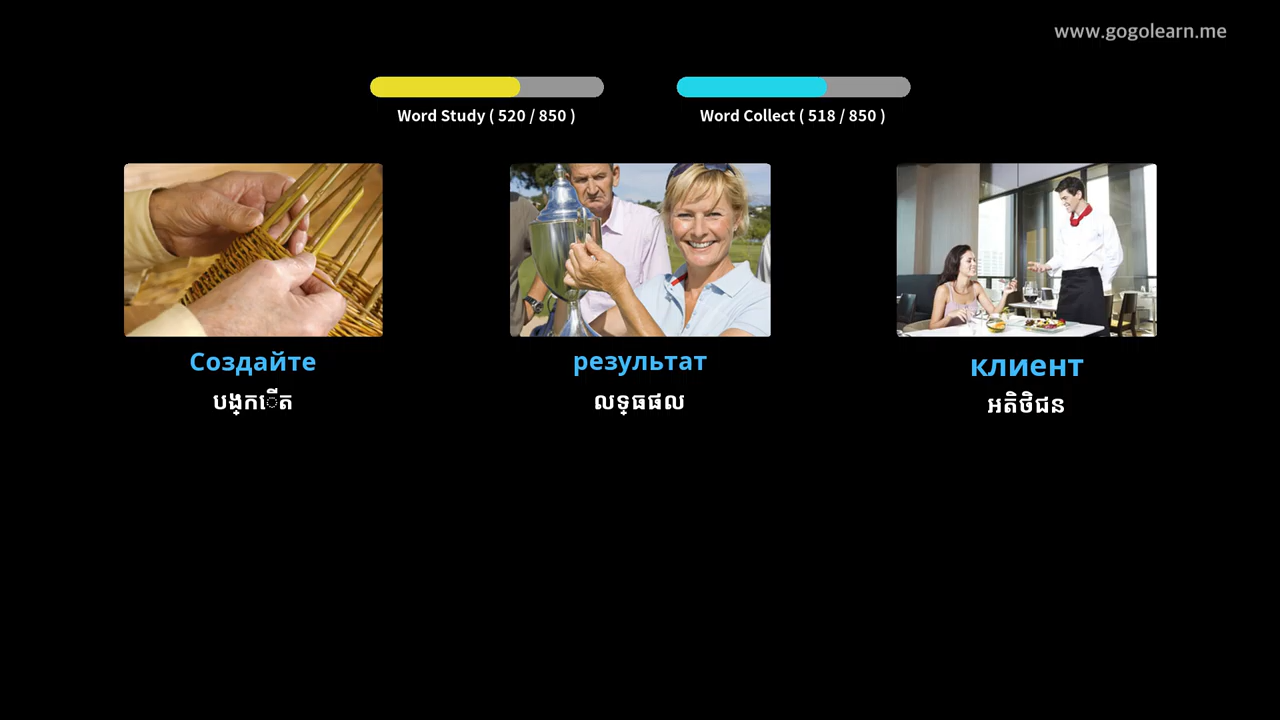 www.gogolearn.me
Word Study ( 520 / 850 )
Word Collect ( 518 / 850 )
Создайте
результат
клиент
បង្កើត
លទ្ធផល
អតិថិជន